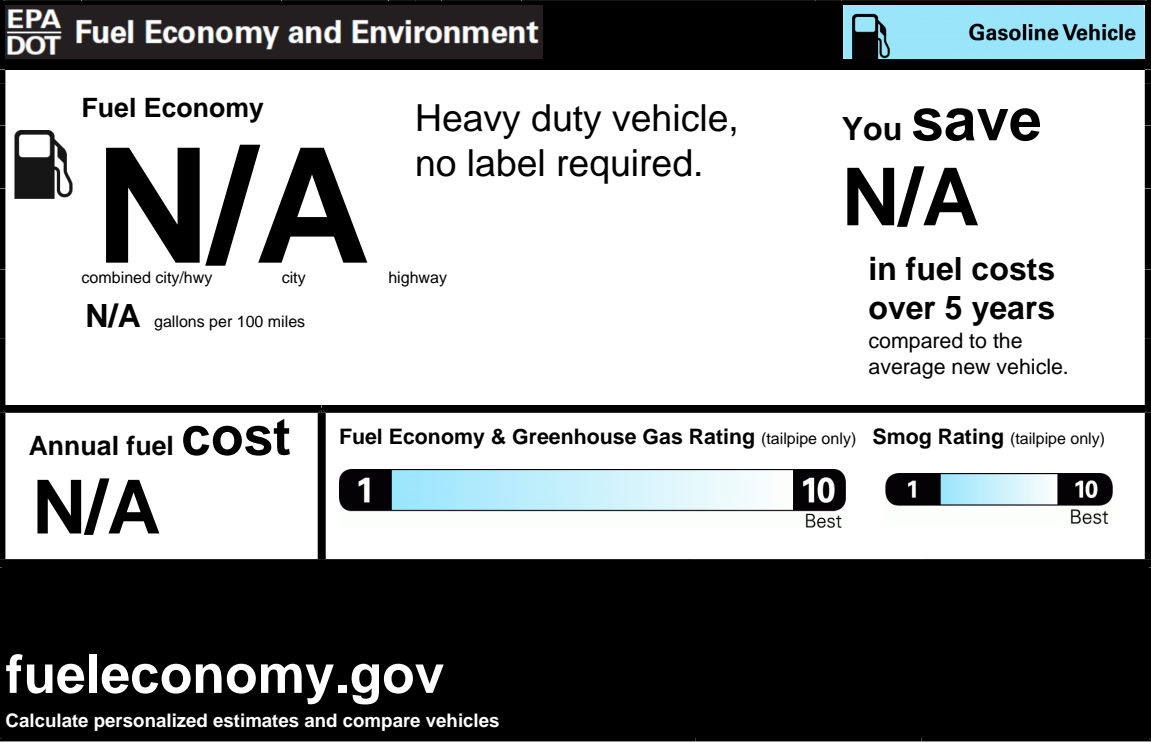 EPA
DOT
Fuel Economy and Environment
Gasoline Vehicle
Fuel Economy
N/A
combined city/hwy city highway
N/A gallons per 100 miles
Heavy duty vehicle,
no label required.
You save
N/A
in fuel costs
over 5 years
compared to the
average new vehicle.
Annual fuel cost
N/A
Fuel Economy & Greenhouse Gas Rating (tailpipe only)
1 10
Best
Smog Rating (tailpipe only)
1 10
Best
fueleconomy.gov
Calculate personalized estimates and compare vehicles